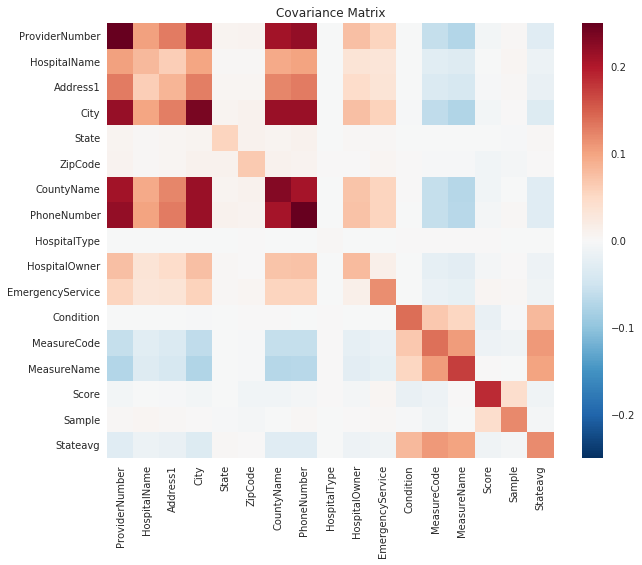 Covariance Matrix
ProviderNumber
HospitalName
Address1
City
State
ZipCode
CountyName
PhoneNumber
HospitalType
HospitalOwner
EmergencyService
Condition
MeasureCode
MeasureName
Score
Sample
Stateavg
ProviderNumber
HospitalName
Address1
City
State
ZipCode
CountyName
PhoneNumber
HospitalType
HospitalOwner
EmergencyService
Condition
MeasureCode
MeasureName
Score
Sample
Stateavg
0.2
0.1
0.0
−0.1
−0.2